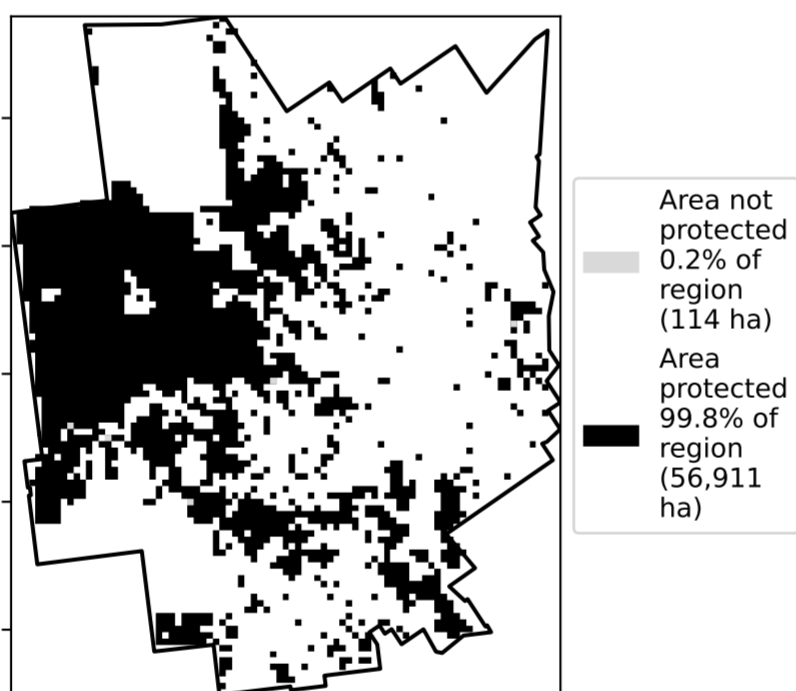 Area not
protected
0.2% of
region
(114 ha)
Area
protected
99.8% of
region
(56,911
ha)